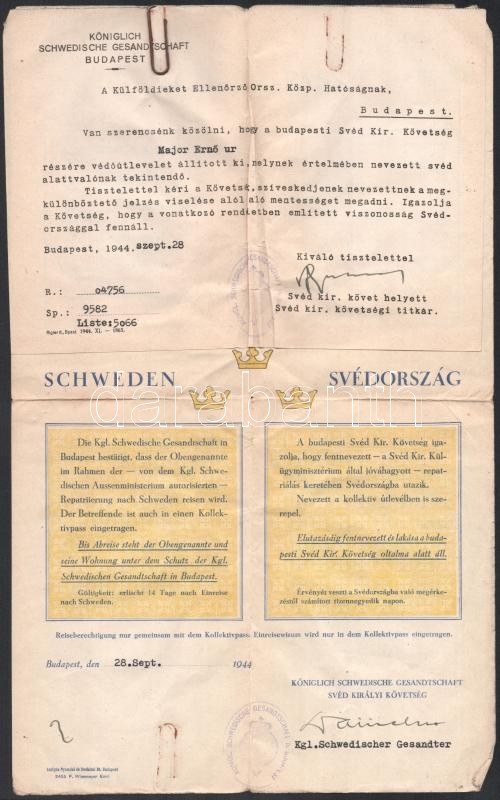 KÖNIGLICH
SCHWEDISCHE GESANDTSCHAFT
BUDAPEST
A Külföldieket Ellenőrző Orsz. Közp. Hatóságnak,
Budapest.
Van szerencsénk közölni, hogy a budapesti Svéd Kir. Követség
Major Ernő ur
részére védőútlevelet állított ki, melynek értelmében nevezett svéd
alattvalónak tekintendő.
Tisztelettel kéri a Követség, sziveskedjenek nevezettnek a meg-
különböztető jelzés viselése alól való mentességet megadni. Igazolja
a Követség, hogy a vonatkozó rendeletben említett viszonosság Svéd-
országgal fennáll.
Budapest, 1944. szept.28
Kiváló tisztelettel
R.: 04756
Svéd kir. követ helyett
Sp.: 9582
Svéd kir. követségi titkár.
Liste:5066
SCHWEDEN SVÉDORSZÁG
darabanth
Die Kgl. Schwedische Gesandtschaft in
Budapest bestätigt, dass der Obengenannte
im Rahmen der — von dem Kgl. Schwe-
dischen Aussenministerium autorisierten —
Repatriierung nach Schweden reisen wird.
Der Betreffende ist auch in einen Kollek-
tivpass eingetragen.
Bis Abreise steht der Obengenannte und
seine Wohnung unter dem Schutz der Kgl.
Schwedischen Gesandtschaft in Budapest.
Gültigkeit: erlischt 14 Tage nach Einreise
nach Schweden.
A budapesti Svéd Kir. Követség iga-
zolja, hogy fentnevezett — a Svéd Kir. Kül-
ügyminisztérium által jóváhagyott — repat-
riálás keretében Svédországba utazik.
Nevezett a kollektiv útlevélben is sze-
repel.
Elutazásáig fentnevezett és lakása a buda-
pesti Svéd Kir. Követség oltalma alatt áll.
Érvényét veszti a Svédországba való megérke-
zéstől számított tizennegyedik napon.
Reiseberechtigung nur gemeinsam mit dem Kollektivpass. Einreisevisum wird nur in dem Kollektivpass eingetragen.
Budapest, den 28.Sept. 1944
KÖNIGLICH SCHWEDISCHE GESANDTSCHAFT
SVÉD KIRÁLYI KÖVETSÉG
Kgl.Schwedischer Gesandter